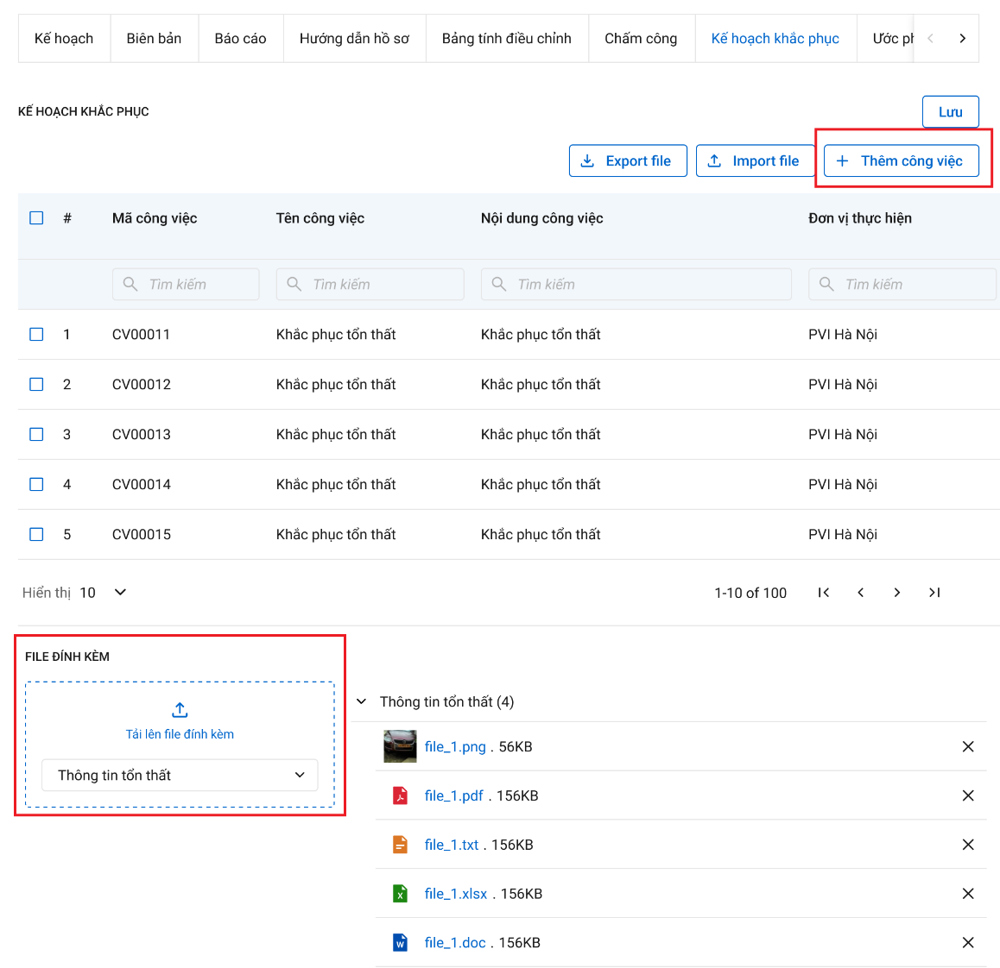 Kế hoạch Biên bản Báo cáo Hướng dẫn hồ sơ Bảng tính điều chỉnh Chấm công Kế hoạch khắc phục Ước
KẾ HOẠCH KHẮC PHỤC
Lưu
Export file Import file Thêm công việc
# Mã công việc Tên công việc Nội dung công việc Đơn vị thực hiện
Tìm kiếm Tìm kiếm Tìm kiếm Tìm kiếm
1 CV00011 Khắc phục tổn thất Khắc phục tổn thất PVI Hà Nội
2 CV00012 Khắc phục tổn thất Khắc phục tổn thất PVI Hà Nội
3 CV00013 Khắc phục tổn thất Khắc phục tổn thất PVI Hà Nội
4 CV00014 Khắc phục tổn thất Khắc phục tổn thất PVI Hà Nội
5 CV00015 Khắc phục tổn thất Khắc phục tổn thất PVI Hà Nội
Hiển thị 10 1-10 of 100
FILE ĐÍNH KÈM
Tải lên file đính kèm
Thông tin tổn thất
Thông tin tổn thất (4)
file_1.png . 56KB
file_1.pdf . 156KB
file_1.txt . 156KB
file_1.xlsx . 156KB
file_1.doc . 156KB